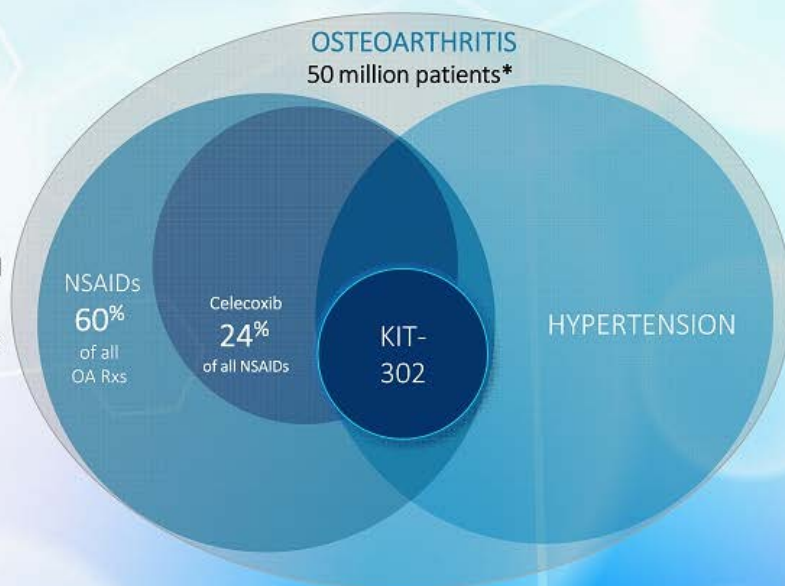 OSTEOARTHRITIS
50 million patients*
NSAIDs
60%
of all
OA Rxs
Celecoxib
24%
of all NSAIDs
KIT-
302
HYPERTENSION